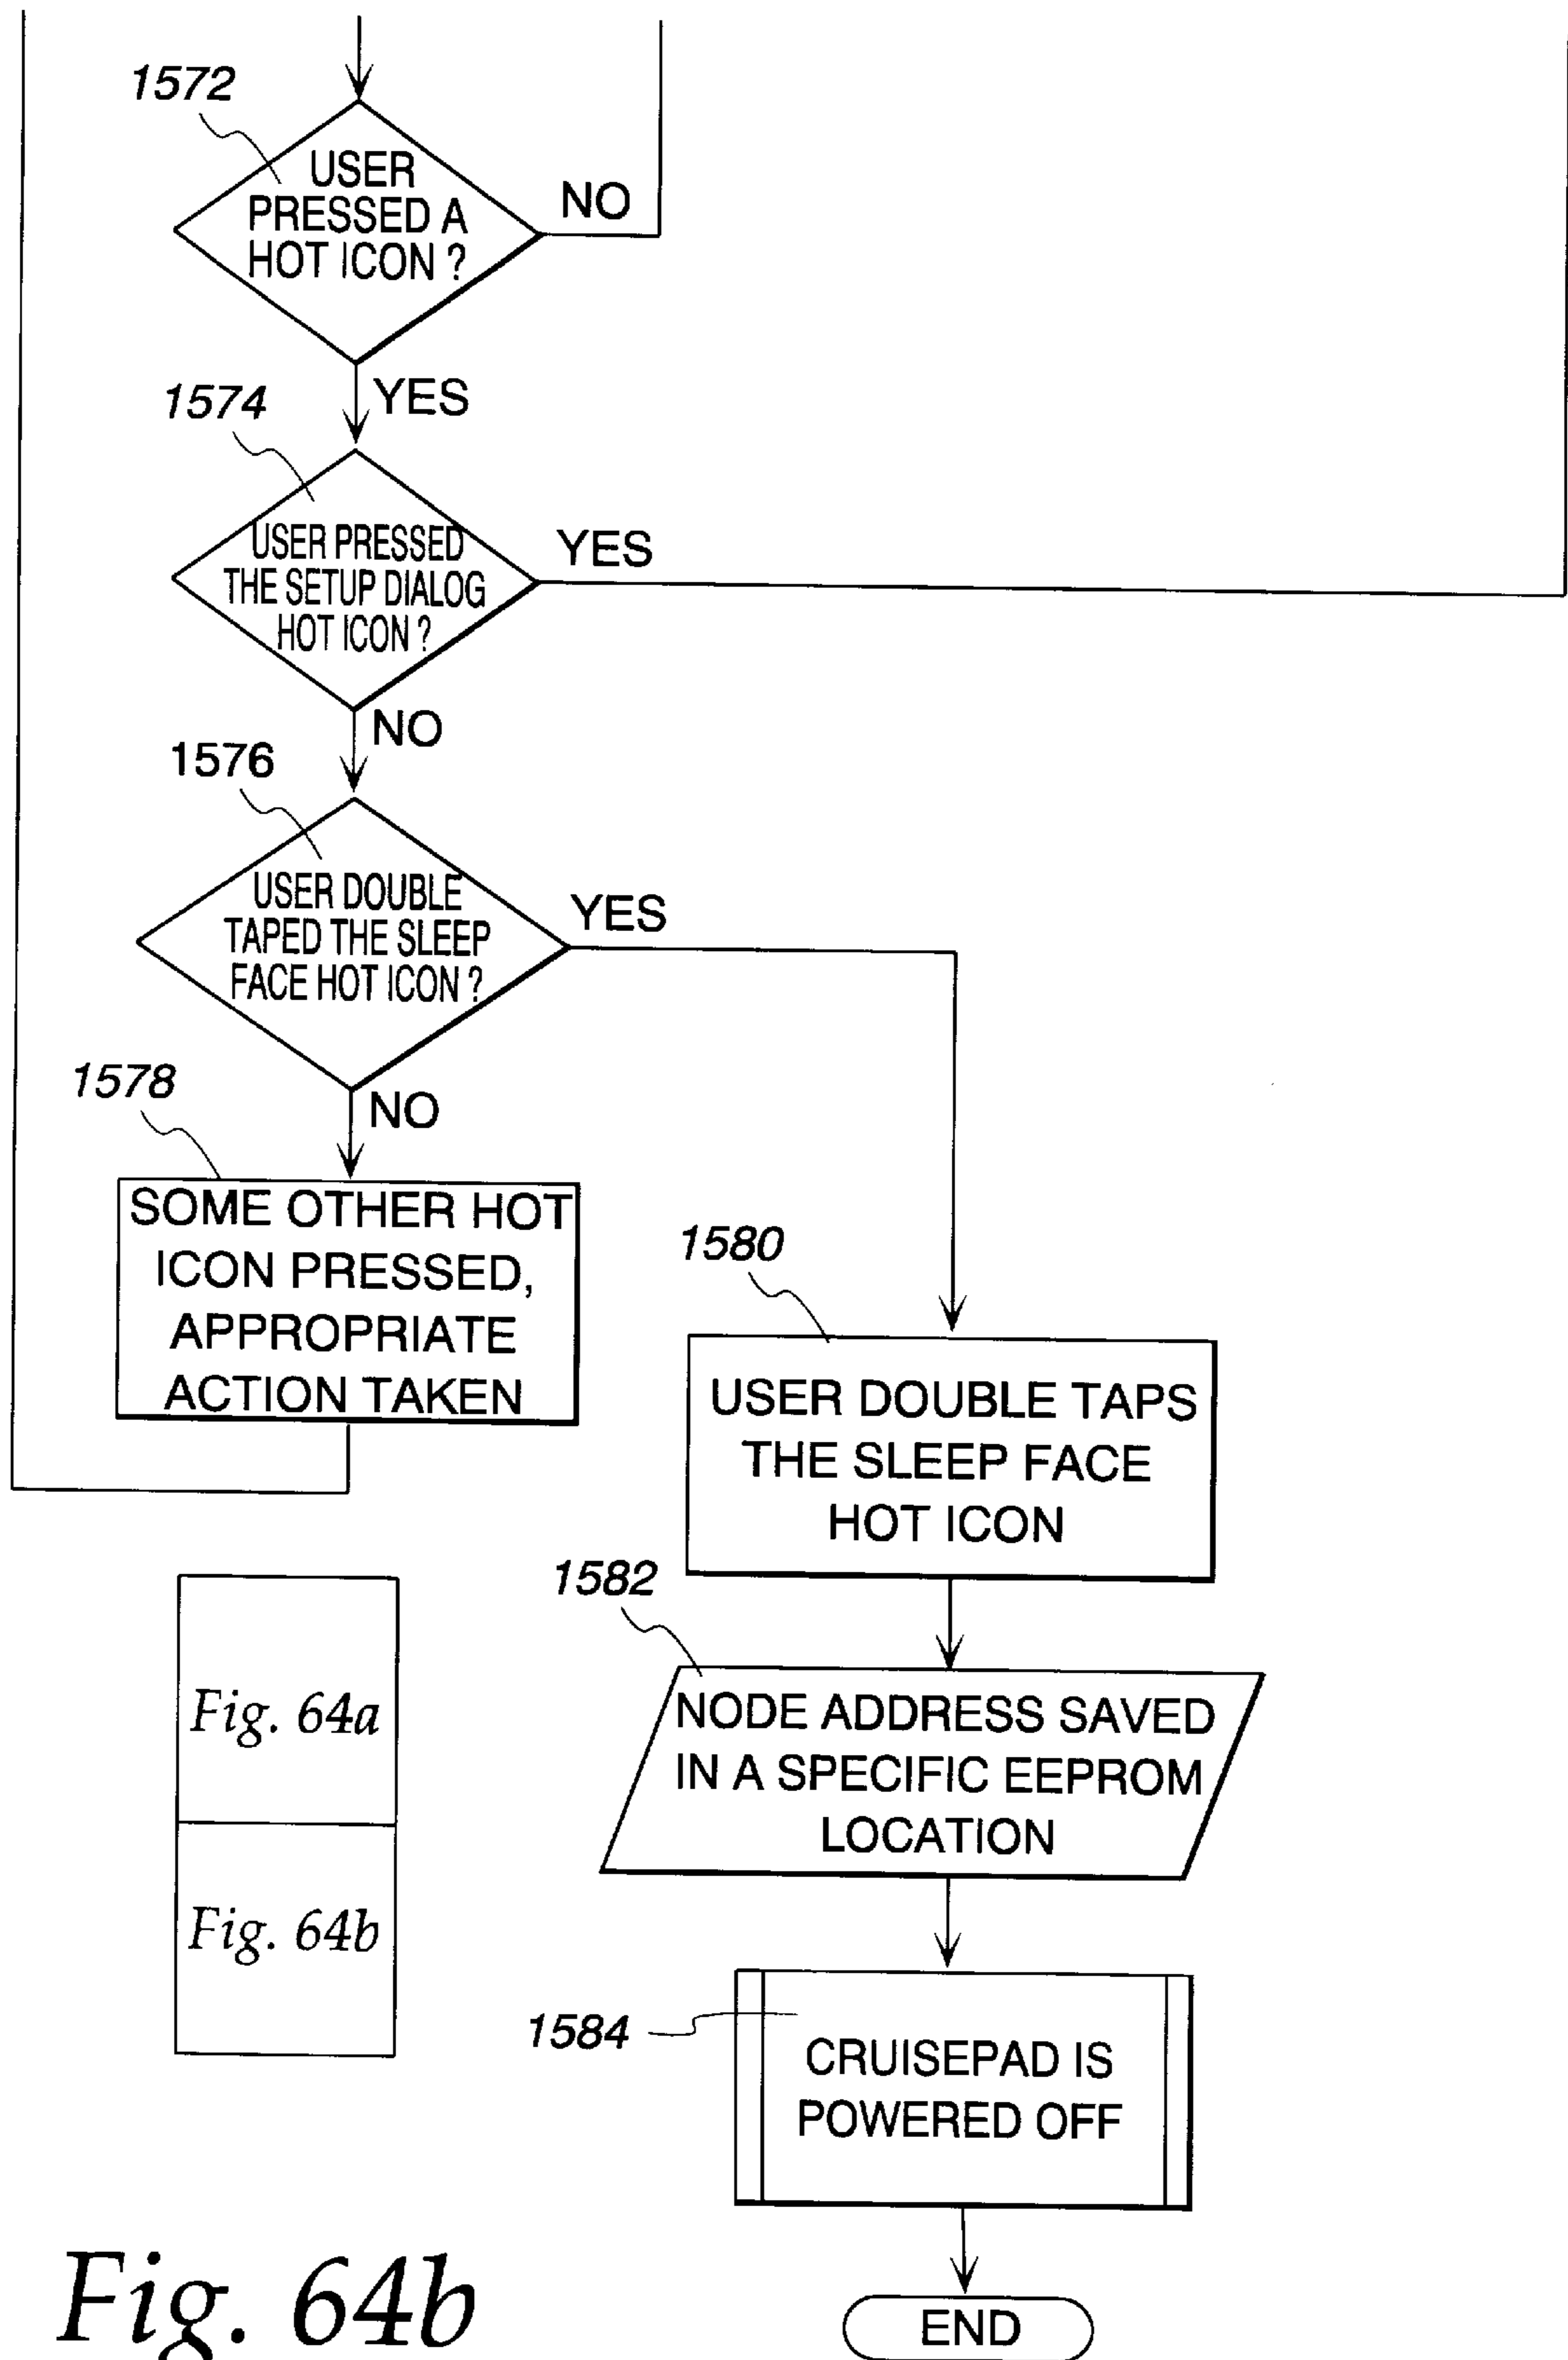 1572
USER
PRESSED A
HOT ICON ?
NO
YES
1574
USER PRESSED
THE SETUP DIALOG
HOT ICON ?
YES
NO
1576
USER DOUBLE
TAPED THE SLEEP
FACE HOT ICON ?
YES
NO
1578
SOME OTHER HOT
ICON PRESSED,
APPROPRIATE
ACTION TAKEN
1580
USER DOUBLE TAPS
THE SLEEP FACE
HOT ICON
1582
NODE ADDRESS SAVED
IN A SPECIFIC EEPROM
LOCATION
Fig. 64a
Fig. 64b
1584
CRUISEPAD IS
POWERED OFF
END
Fig. 64b